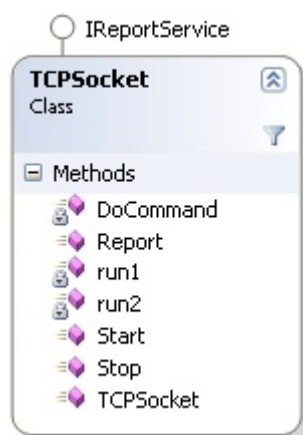 IReportService
TCPSocket
Class
Methods
DoCommand
Report
run1
run2
Start
Stop
TCPSocket